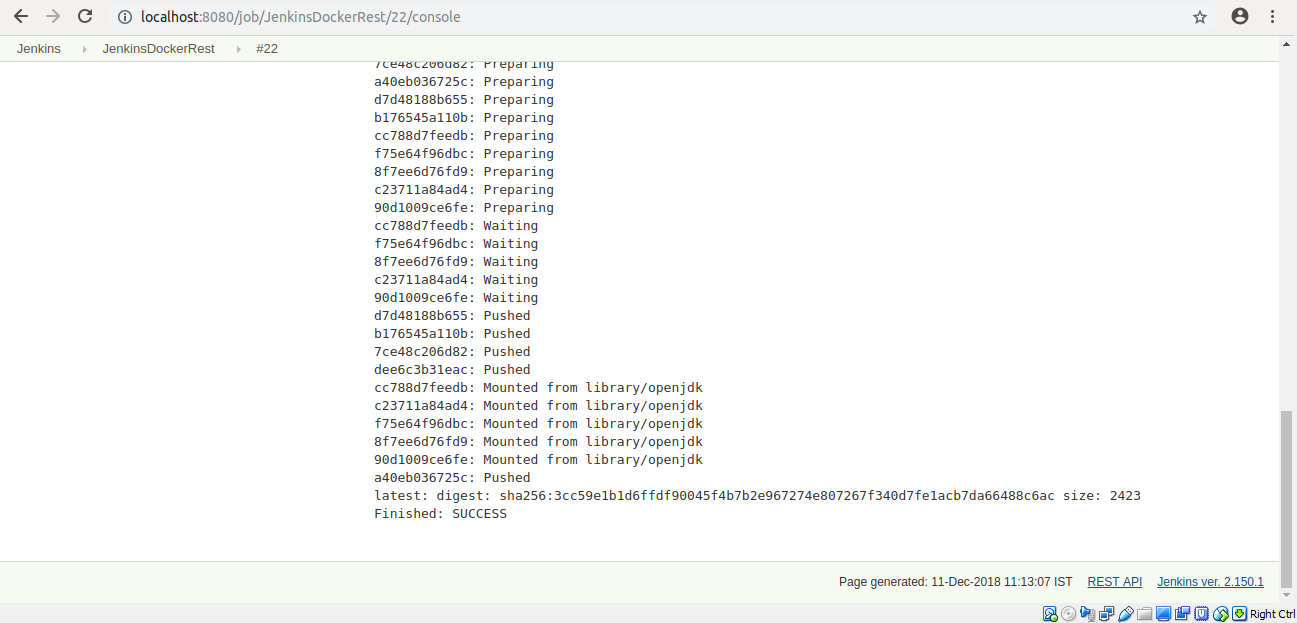 localhost:8080/job/JenkinsDockerRest/22/console
Jenkins JenkinsDockerRest #22
7ce48c206d82: Preparing
a40eb036725c: Preparing
d7d48188b655: Preparing
b176545a110b: Preparing
cc788d7feedb: Preparing
f75e64f96dbc: Preparing
8f7ee6d76fd9: Preparing
c23711a84ad4: Preparing
90d1009ce6fe: Preparing
cc788d7feedb: Waiting
f75e64f96dbc: Waiting
8f7ee6d76fd9: Waiting
c23711a84ad4: Waiting
90d1009ce6fe: Waiting
d7d48188b655: Pushed
b176545a110b: Pushed
7ce48c206d82: Pushed
dee6c3b31eac: Pushed
cc788d7feedb: Mounted from library/openjdk
c23711a84ad4: Mounted from library/openjdk
f75e64f96dbc: Mounted from library/openjdk
8f7ee6d76fd9: Mounted from library/openjdk
90d1009ce6fe: Mounted from library/openjdk
a40eb036725c: Pushed
latest: digest: sha256:3cc59e1b1d6ffdf90045f4b7b2e967274e807267f340d7fe1acb7da66488c6ac size: 2423
Finished: SUCCESS
Page generated: 11-Dec-2018 11:13:07 IST REST API Jenkins ver. 2.150.1
Right Ctrl